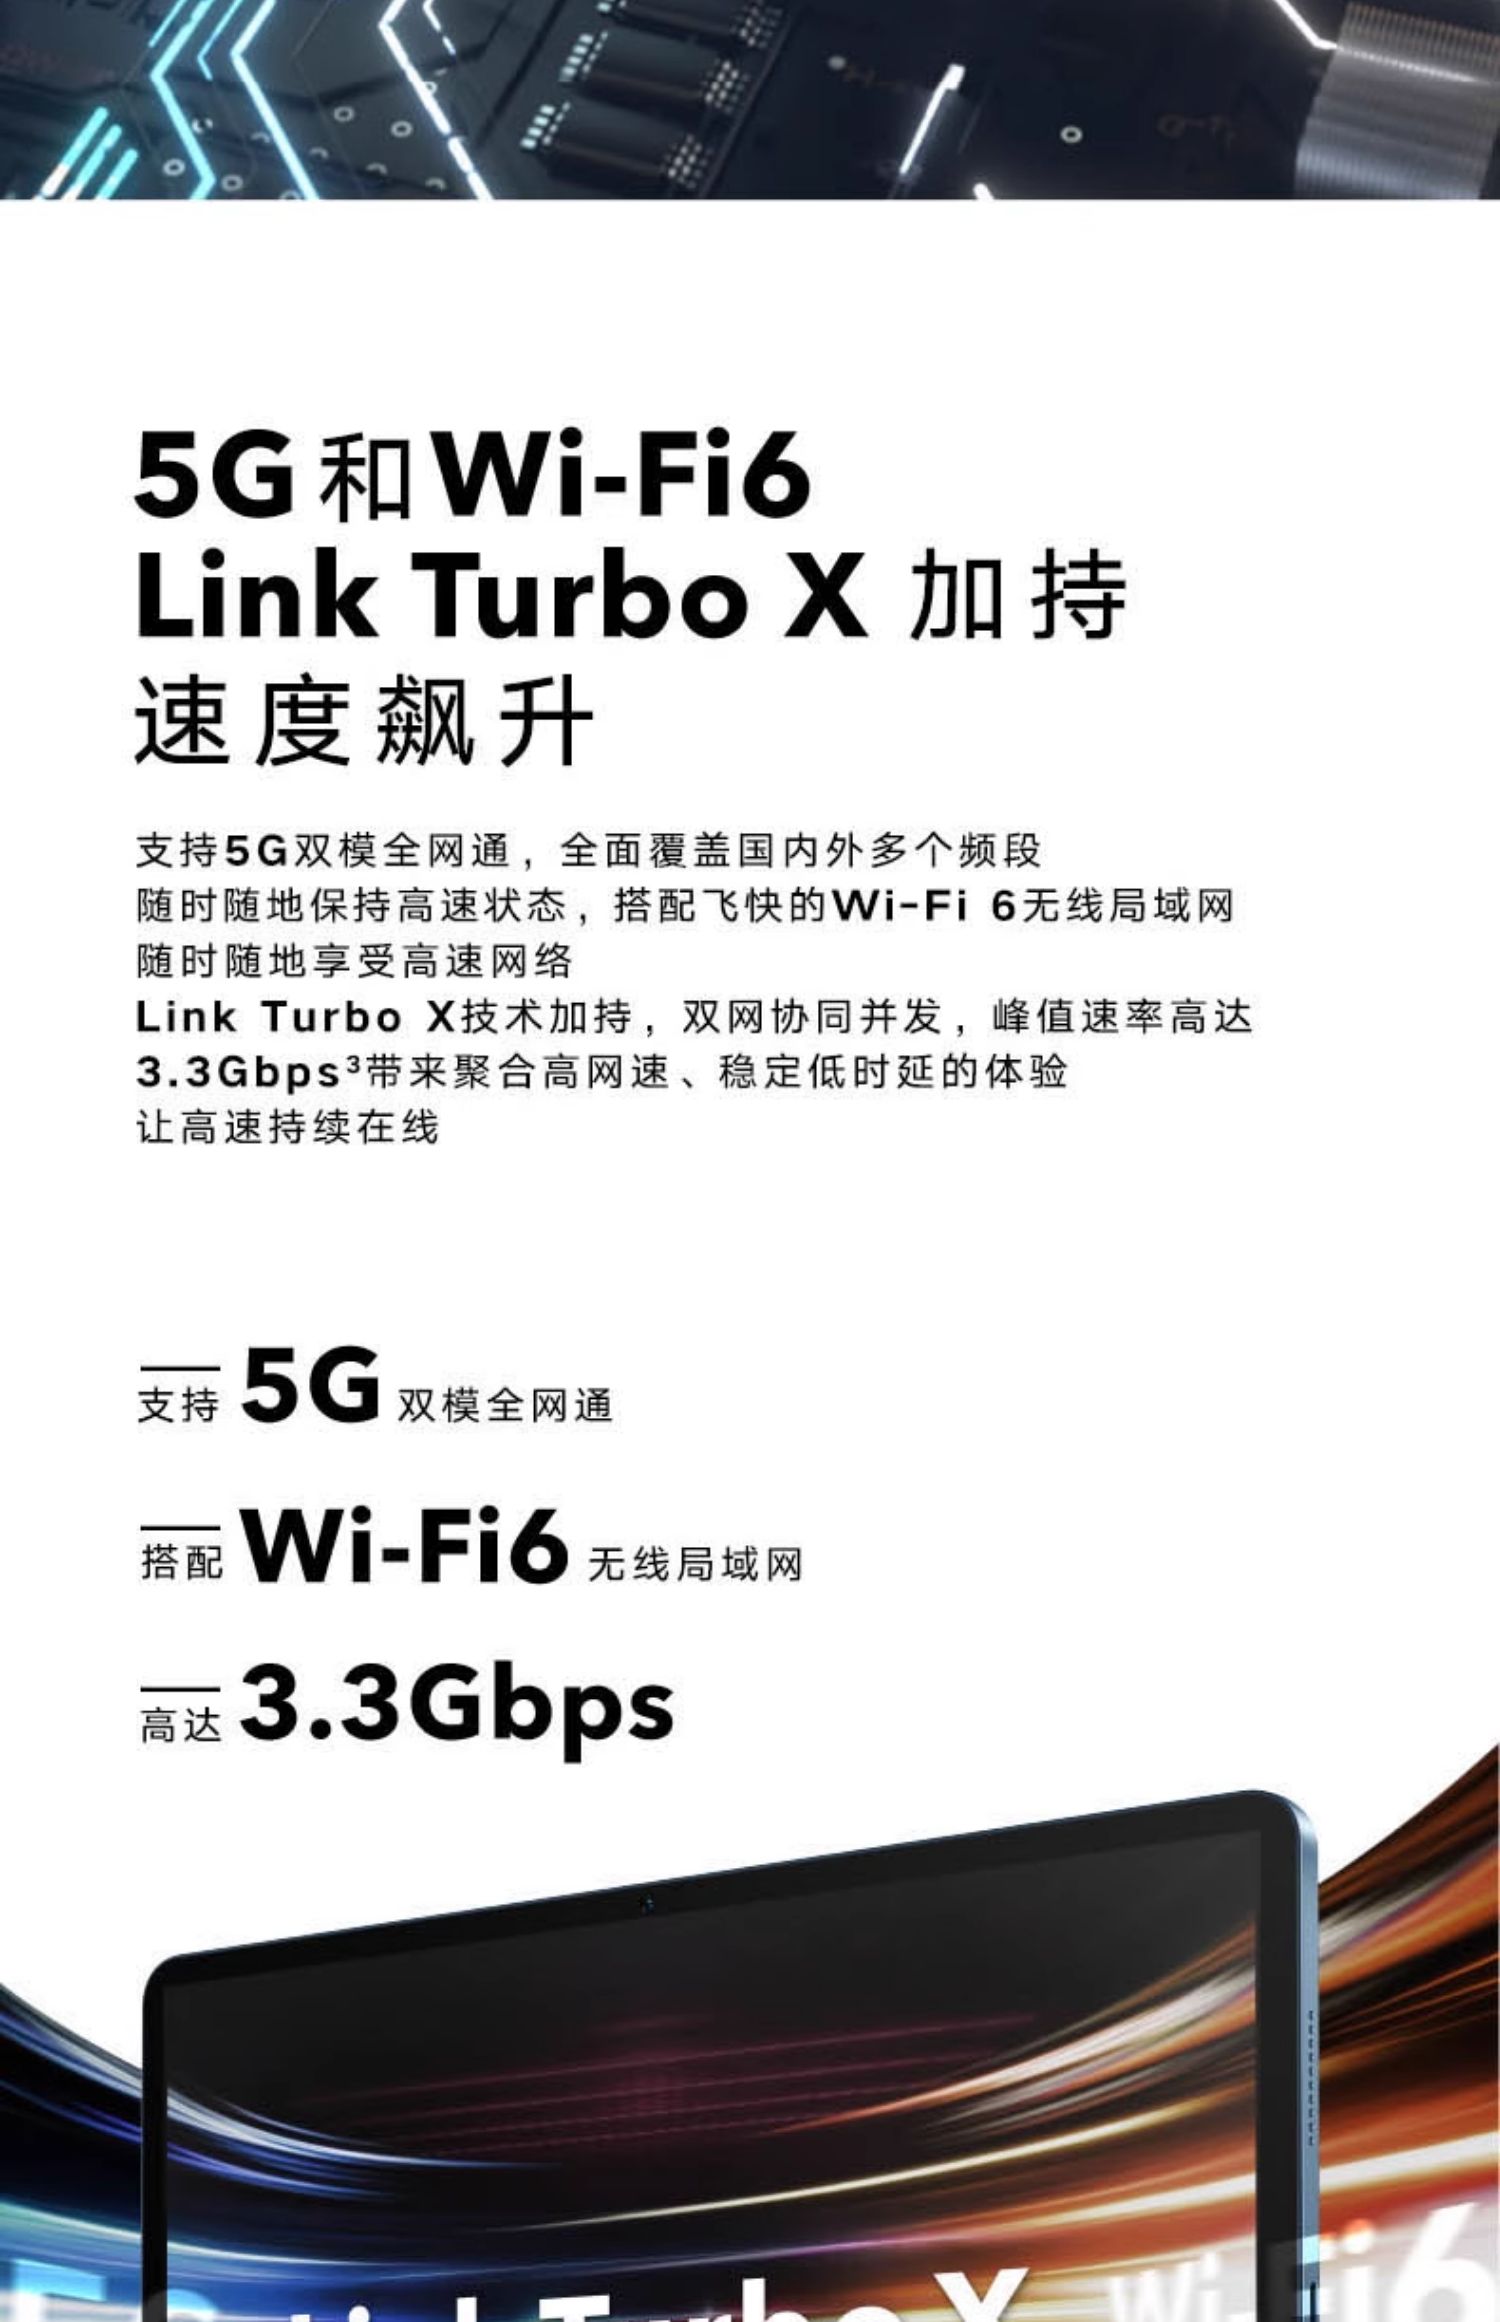 5G和Wi-Fi6
Link Turbo X 加持
速度飙升
支持5G双模全网通，全面覆盖国内外多个频段
随时随地保持高速状态，搭配飞快的Wi-Fi 6无线局域网
随时随地享受高速网络
Link Turbo X技术加持，双网协同并发，峰值速率高达
3.3Gbps³带来聚合高网速、稳定低时延的体验
让高速持续在线
支持 5G 双模全网通
搭配 Wi-Fi6 无线局域网
高达 3.3Gbps
Link Turbo X Wi-Fi6